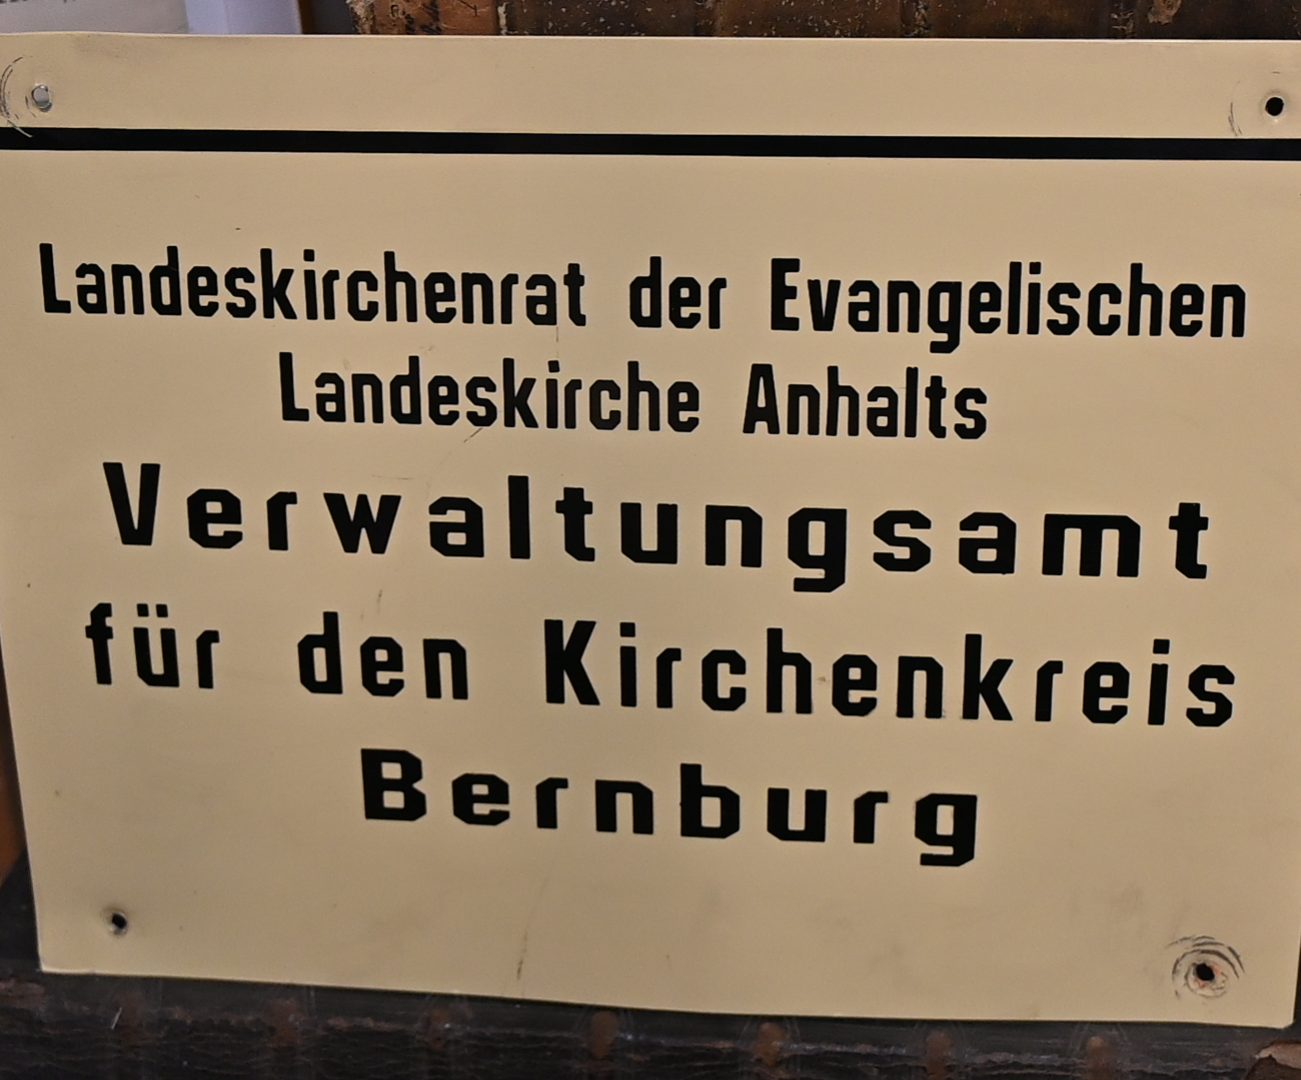 Landeskirchenrat der Evangelischen
Landeskirche Anhalts
Verwaltungsamt
für den Kirchenkreis
Bernburg